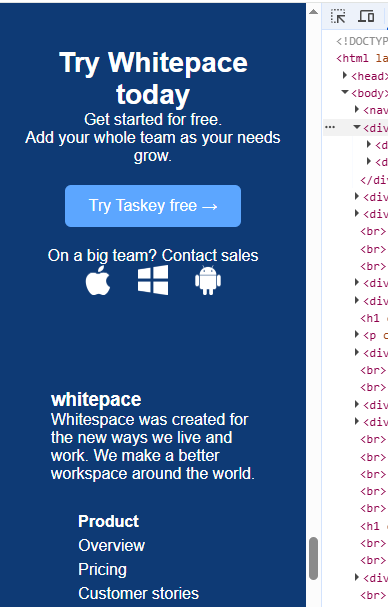 Try Whitepace
today
Get started for free.
Add your whole team as your needs
grow.
Try Taskey free →
On a big team? Contact sales
whitepace
Whitespace was created for
the new ways we live and
work. We make a better
workspace around the world.
Product
Overview
Pricing
Customer stories
<!DOCTYP
<html la
<head>
<body>
<nav
<div
<d
<d
</di
<div
<div
<br>
<br>
<br>
<div
<div
<h1
<p c
<div
<br>
<br>
<div
<div
<br>
<br>
<br>
<br>
<br>
<h1
<br>
<br>
<div
<br>